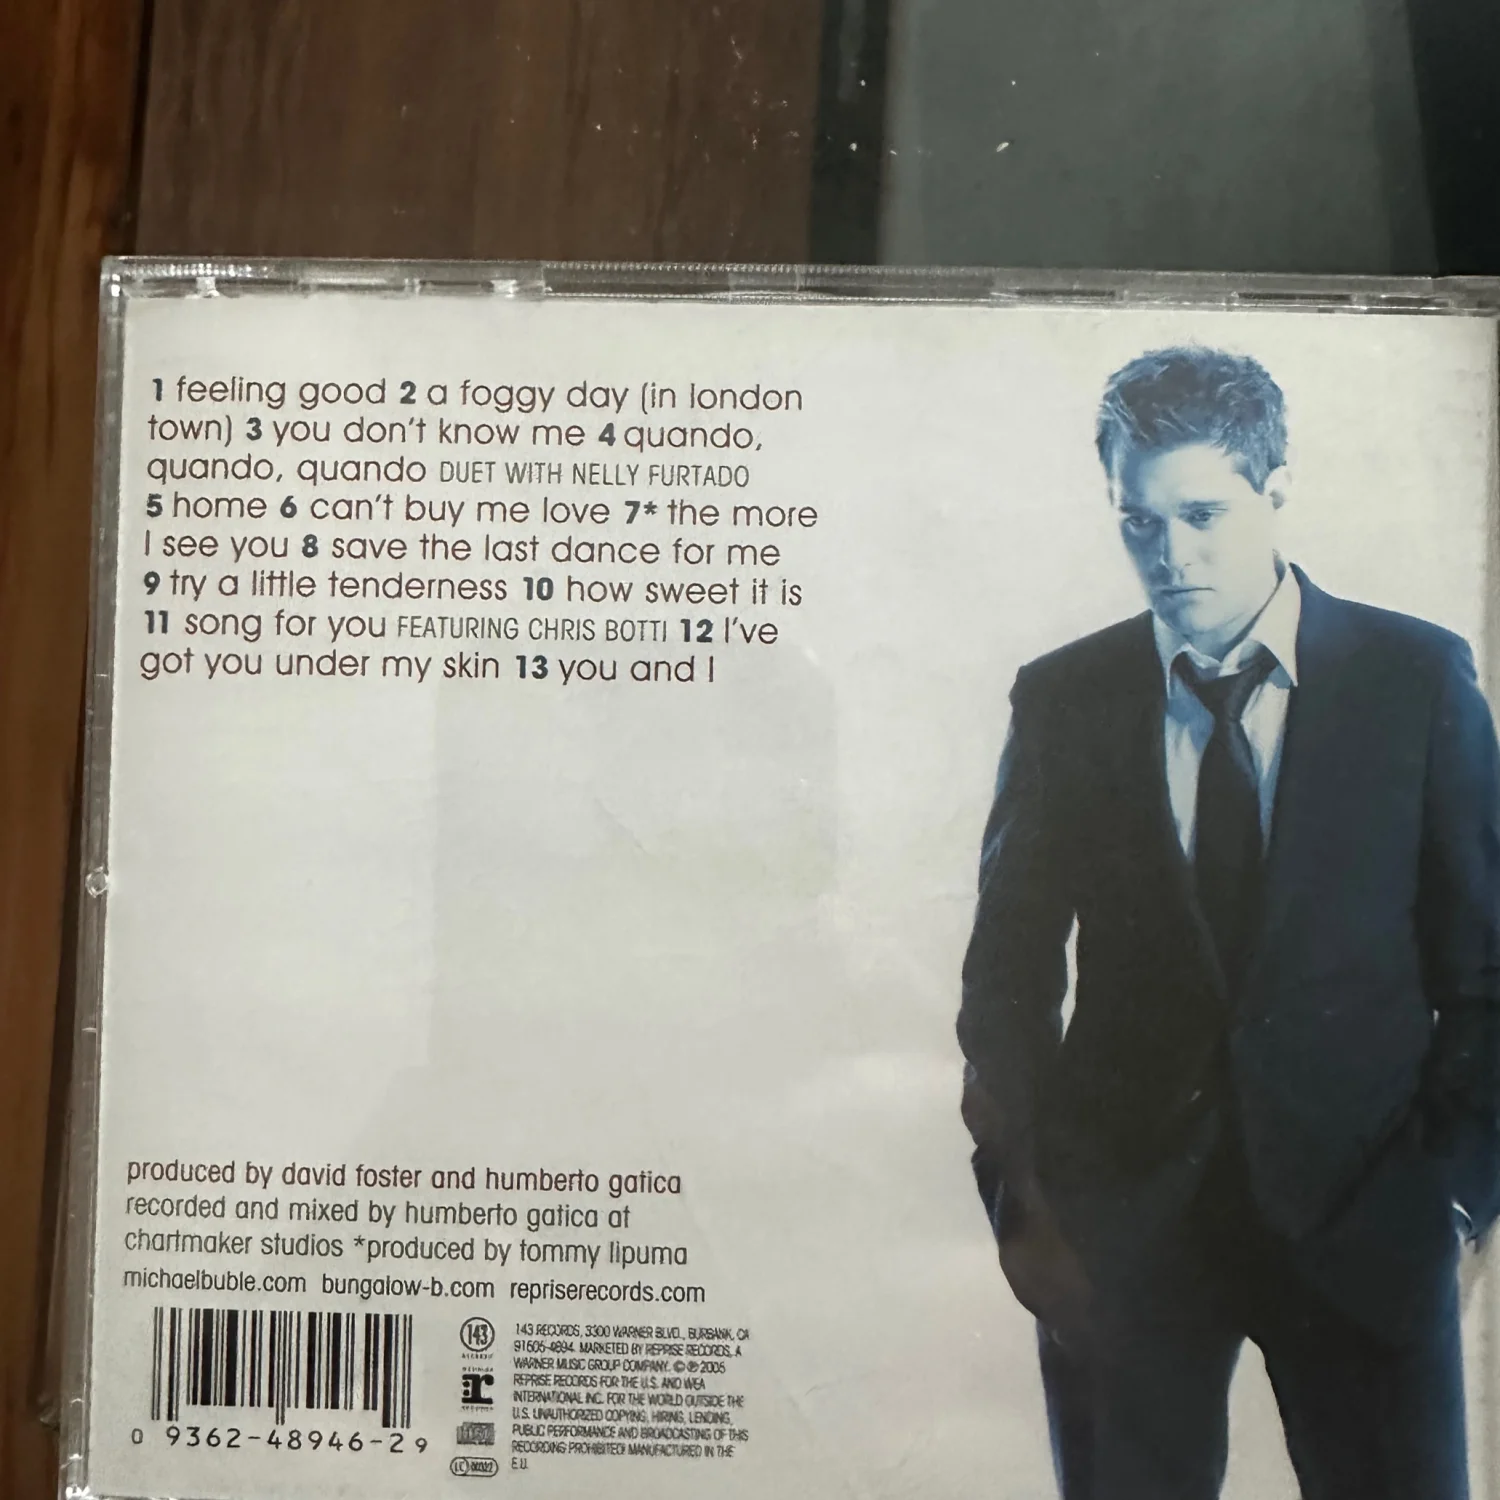 1 feeling good 2 a foggy day (in london
town) 3 you don't know me 4 quando,
quando, quando DUET WITH NELLY FURTADO
5 home 6 can't buy me love 7* the more
I see you 8 save the last dance for me
9 try a little tenderness 10 how sweet it is
11 song for you FEATURING CHRIS BOTTI 12 I've
got you under my skin 13 you and I
produced by david foster and humberto gatica
recorded and mixed by humberto gatica at
chartmaker studios *produced by tommy lipuma
michaelbuble.com bungalow-b.com repriserecords.com
0 9362-48946-2 9
143
r
143 RECORDS, 3300 WARNER BLVD., BURBANK, CA
91505-4694. MARKETED BY REPRISE RECORDS, A
WARNER MUSIC GROUP COMPANY. © ℗ 2005
REPRISE RECORDS FOR THE U.S. AND WEA
INTERNATIONAL INC. FOR THE WORLD OUTSIDE THE
U.S. UNAUTHORIZED COPYING, HIRING, LENDING,
PUBLIC PERFORMANCE AND BROADCASTING OF THIS
RECORDING PROHIBITED! MANUFACTURED IN THE
E.U.